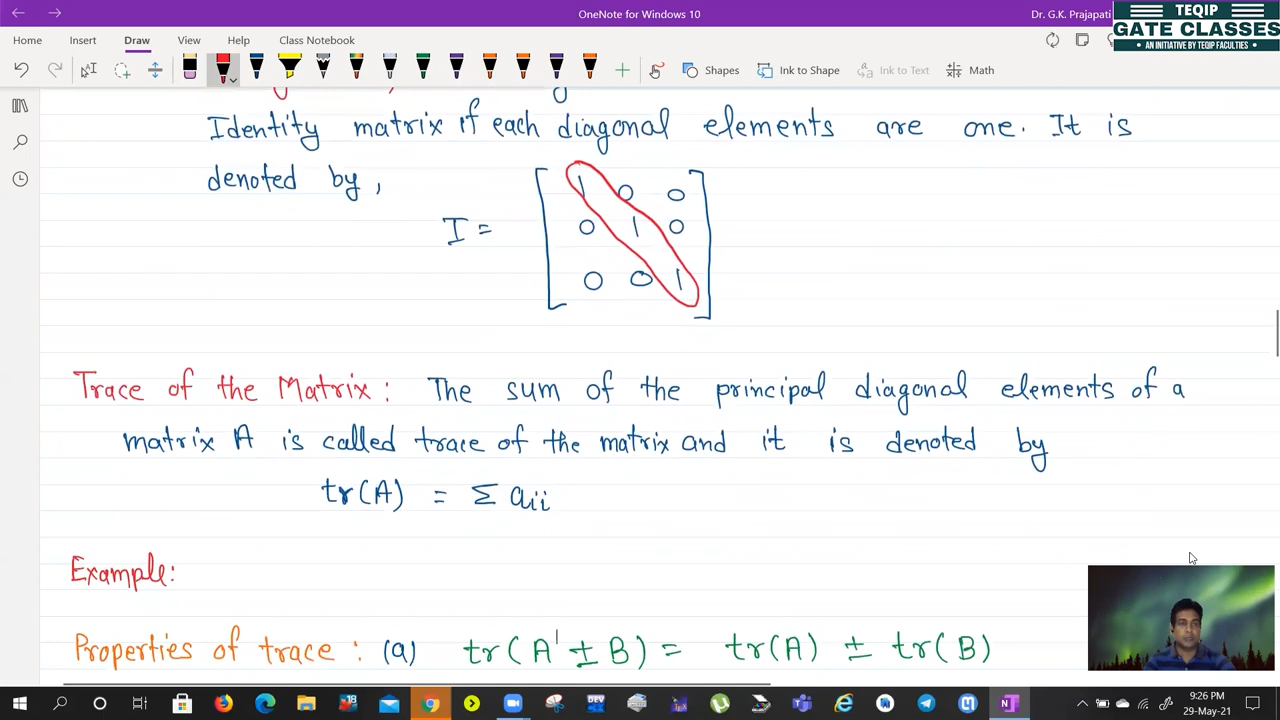 OneNote for Windows 10
Dr. G.K. Prajapati
TEQIP
GATE CLASSES
AN INITIATIVE BY TEQIP FACULTIES
Home Insert Draw View Help Class Notebook
Shapes Ink to Shape Ink to Text Math
Identity matrix if each diagonal elements are one. It is
denoted by,
I = [ 1 0 0
0 1 0
0 0 1 ]
Trace of the Matrix: The sum of the principal diagonal elements of a
matrix A is called trace of the matrix and it is denoted by
tr(A) = Σ aii
Example:
Properties of trace : (a) tr(A ± B) = tr(A) ± tr(B)
9:26 PM
29-May-21